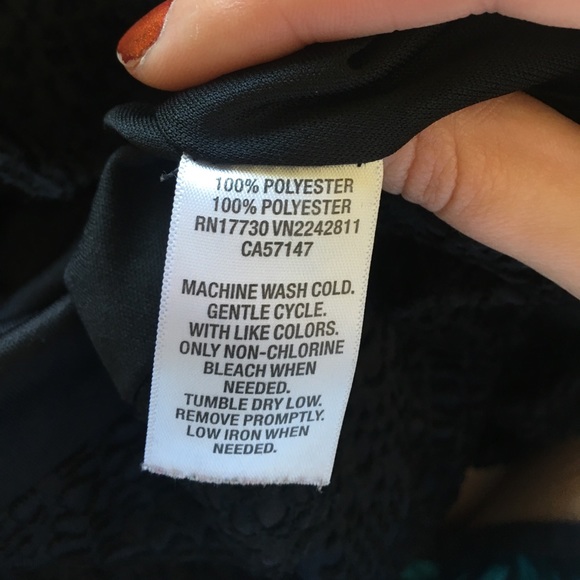 100% POLYESTER
100% POLYESTER
RN17730 VN2242811
CA57147
MACHINE WASH COLD.
GENTLE CYCLE.
WITH LIKE COLORS.
ONLY NON-CHLORINE
BLEACH WHEN
NEEDED.
TUMBLE DRY LOW.
REMOVE PROMPTLY.
LOW IRON WHEN
NEEDED.